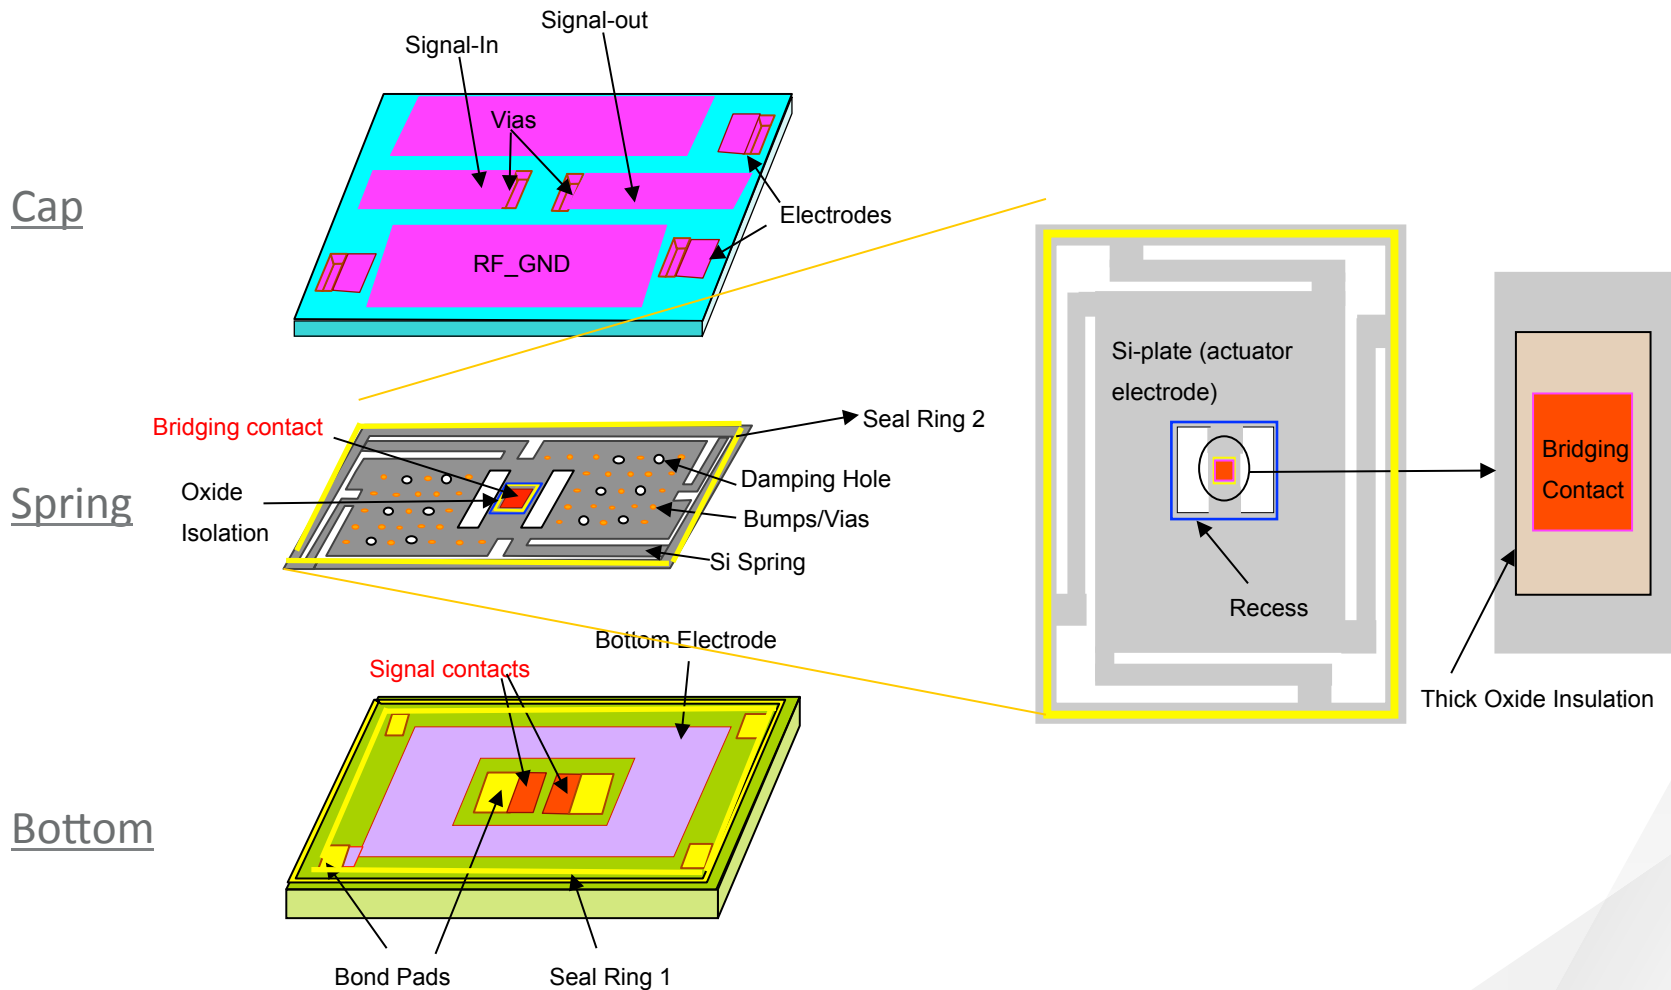 Signal-out
Signal-In
Vias
Cap
Electrodes
RF_GND
Si-plate (actuator
electrode)
Bridging contact
Seal Ring 2
Damping Hole
Oxide
Isolation
Spring
Bumps/Vias
Si Spring
Bridging
Contact
Recess
Thick Oxide Insulation
Bottom Electrode
Signal contacts
Bottom
Bond Pads
Seal Ring 1